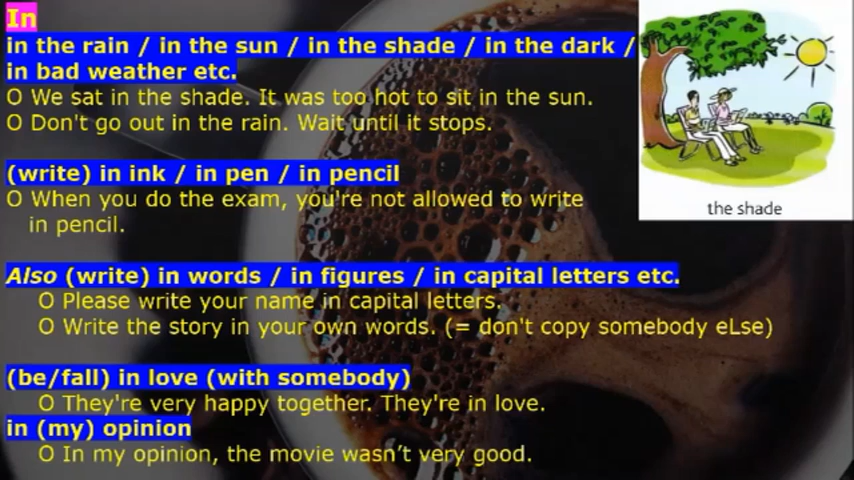 In
in the rain / in the sun / in the shade / in the dark /
in bad weather etc.
O We sat in the shade. It was too hot to sit in the sun.
O Don't go out in the rain. Wait until it stops.
the shade
(write) in ink / in pen / in pencil
O When you do the exam, you're not allowed to write
in pencil.
Also (write) in words / in figures / in capital letters etc.
O Please write your name in capital letters.
O Write the story in your own words. (= don't copy somebody eLse)
(be/fall) in love (with somebody)
O They're very happy together. They're in love.
in (my) opinion
O In my opinion, the movie wasn’t very good.